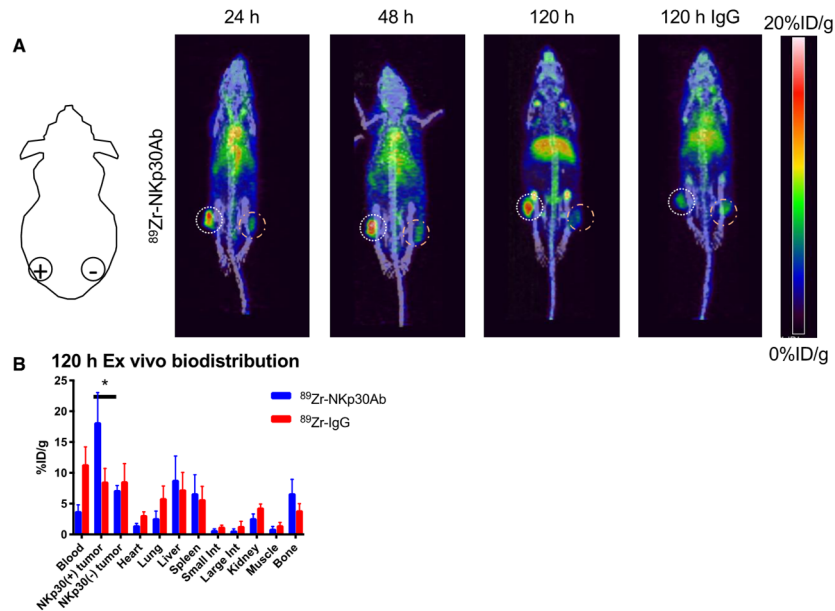 24 h
48 h
120 h
120 h IgG
20%ID/g
A
89Zr-NKp30Ab
+
-
0%ID/g
B
120 h Ex vivo biodistribution
25
20
15
10
5
0
%ID/g
*
89Zr-NKp30Ab
89Zr-IgG
Blood
NKp30(+) tumor
NKp30(-) tumor
Heart
Lung
Liver
Spleen
Small Int
Large Int
Kidney
Muscle
Bone